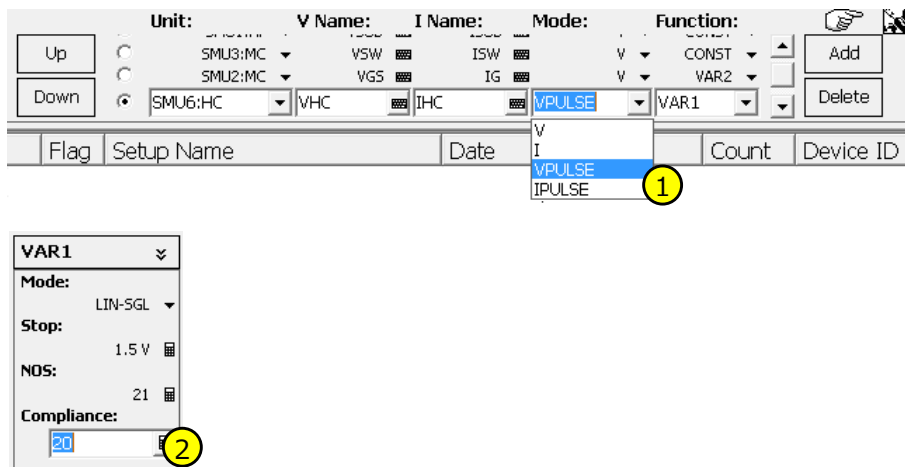 Unit: V Name: I Name: Mode: Function:
Up SMU3:MC VSW ISW V CONST Add
SMU2:MC VGS IG V VAR2
Down SMU6:HC VHC IHC VPULSE VAR1 Delete
V
Flag Setup Name Date I Count Device ID
VPULSE
IPULSE 1
VAR1
Mode:
LIN-SGL
Stop:
1.5 V
NOS:
21
Compliance:
20 2